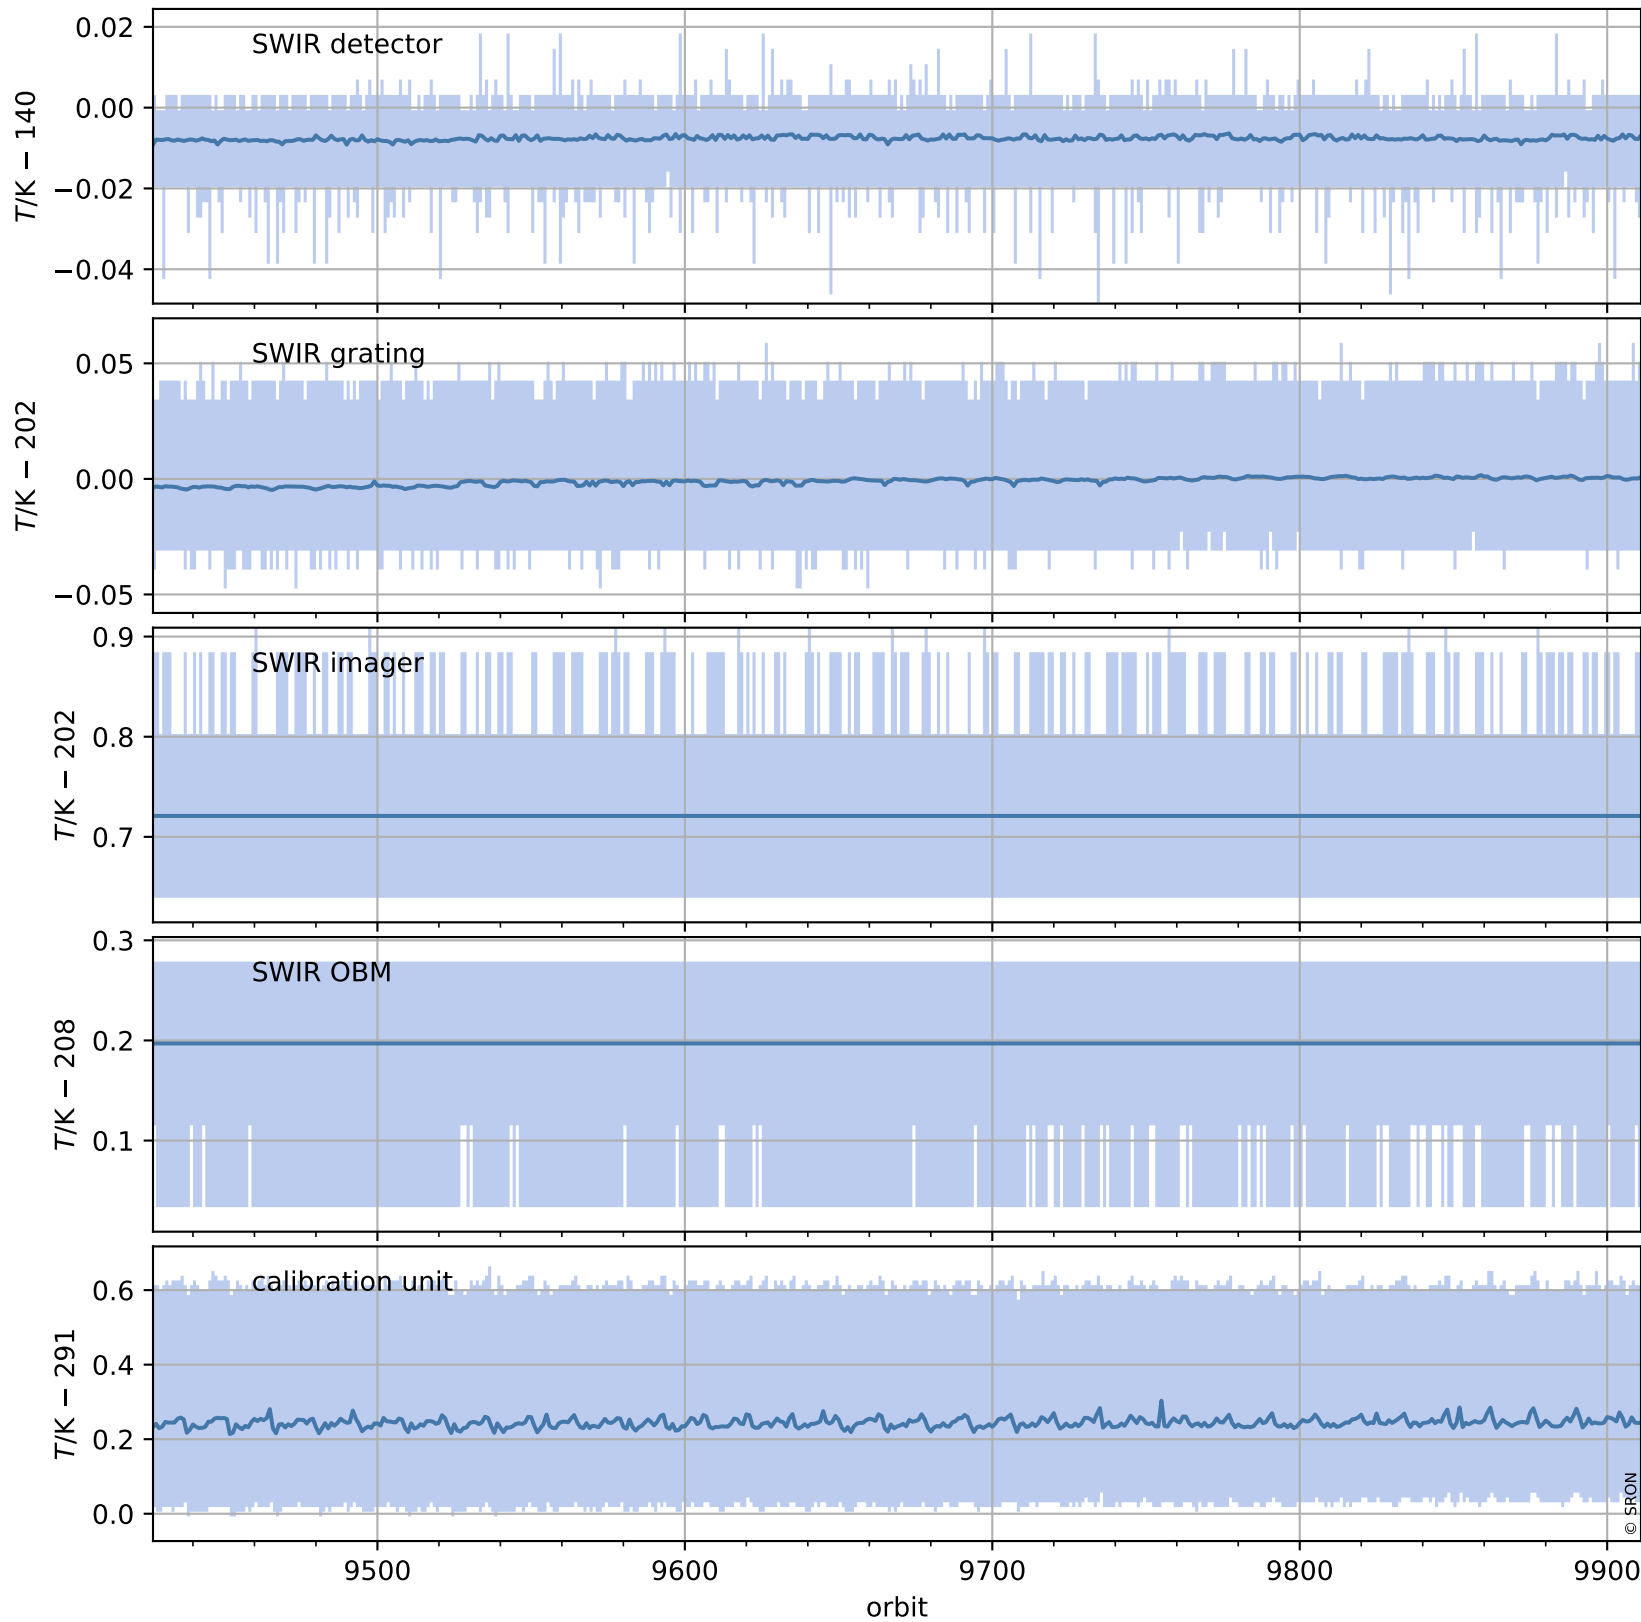 0.02
0.00
−0.02
−0.04
T/K − 140
SWIR detector
0.05
0.00
−0.05
T/K − 202
SWIR grating
0.9
0.8
0.7
T/K − 202
SWIR imager
0.3
0.2
0.1
T/K − 208
SWIR OBM
0.6
0.4
0.2
0.0
T/K − 291
calibration unit
© SRON
9500 9600 9700 9800 9900
orbit